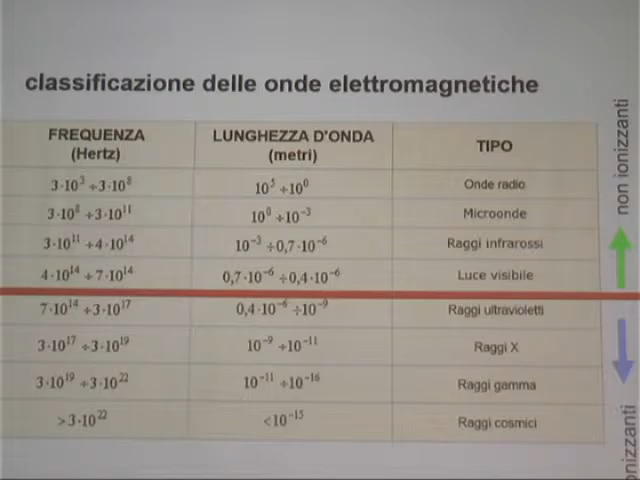 classificazione delle onde elettromagnetiche
FREQUENZA (Hertz) LUNGHEZZA D'ONDA (metri) TIPO
3·10³ ÷3·10⁸ 10⁵ ÷10⁰ Onde radio
3·10⁸ ÷3·10¹¹ 10⁰ ÷10⁻³ Microonde
3·10¹¹ ÷4·10¹⁴ 10⁻³ ÷0,7·10⁻⁶ Raggi infrarossi
4·10¹⁴ ÷7·10¹⁴ 0,7·10⁻⁶ ÷0,4·10⁻⁶ Luce visibile
7·10¹⁴ ÷3·10¹⁷ 0,4·10⁻⁶ ÷10⁻⁹ Raggi ultravioletti
3·10¹⁷ ÷3·10¹⁹ 10⁻⁹ ÷10⁻¹¹ Raggi X
3·10¹⁹ ÷3·10²² 10⁻¹¹ ÷10⁻¹⁶ Raggi gamma
>3·10²² <10⁻¹⁵ Raggi cosmici
non ionizzanti
onizzanti